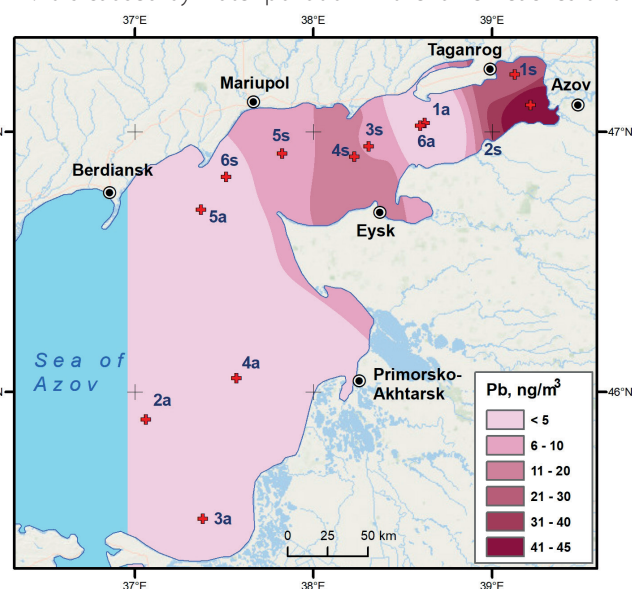 37°E 38°E 39°E
Taganrog
1s
Azov
Mariupol
1a
47°N
5s
3s
6a
4s
2s
6s
Berdiansk
5a
Eysk
Sea of
Azov
4a
Primorsko-
Akhtarsk
46°N
2a
3a
Pb, ng/m³
< 5
6 - 10
11 - 20
21 - 30
31 - 40
41 - 45
0 25 50 km
37°E 38°E 39°E